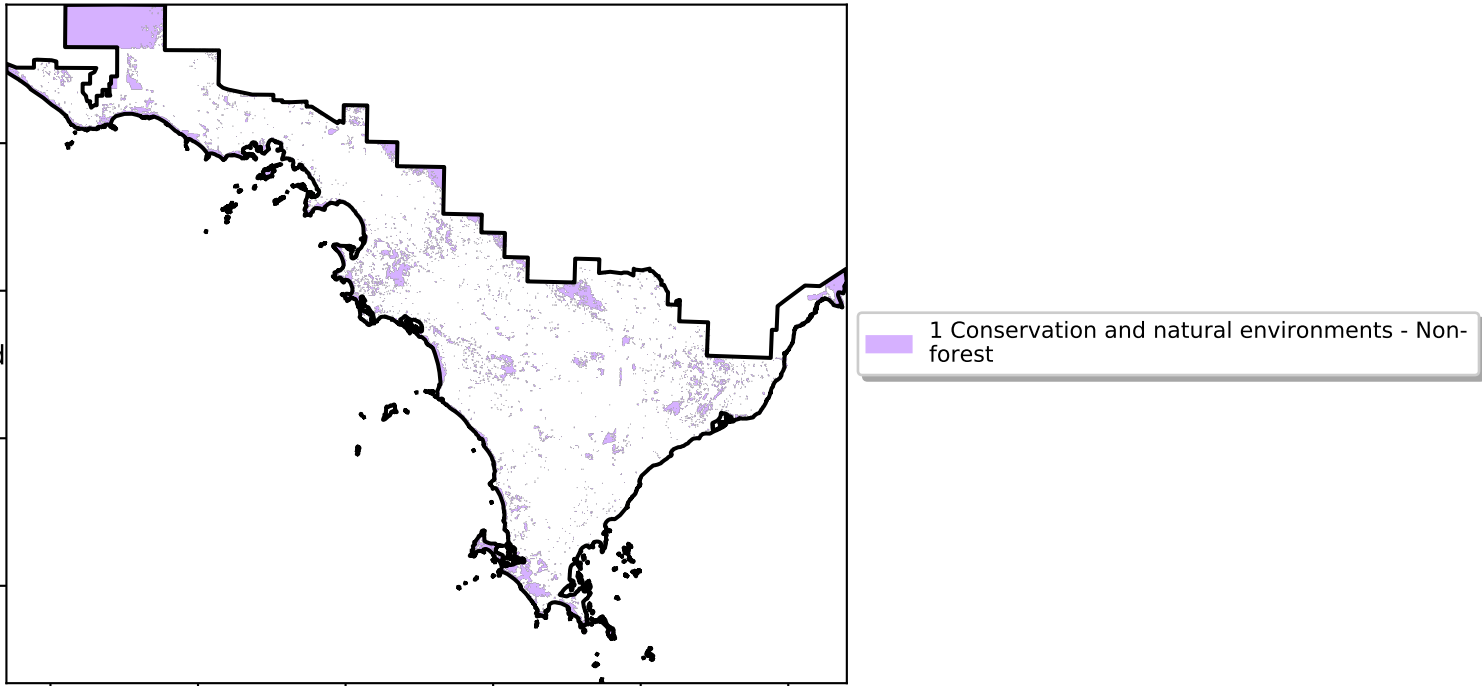 1 Conservation and natural environments - Non-
forest